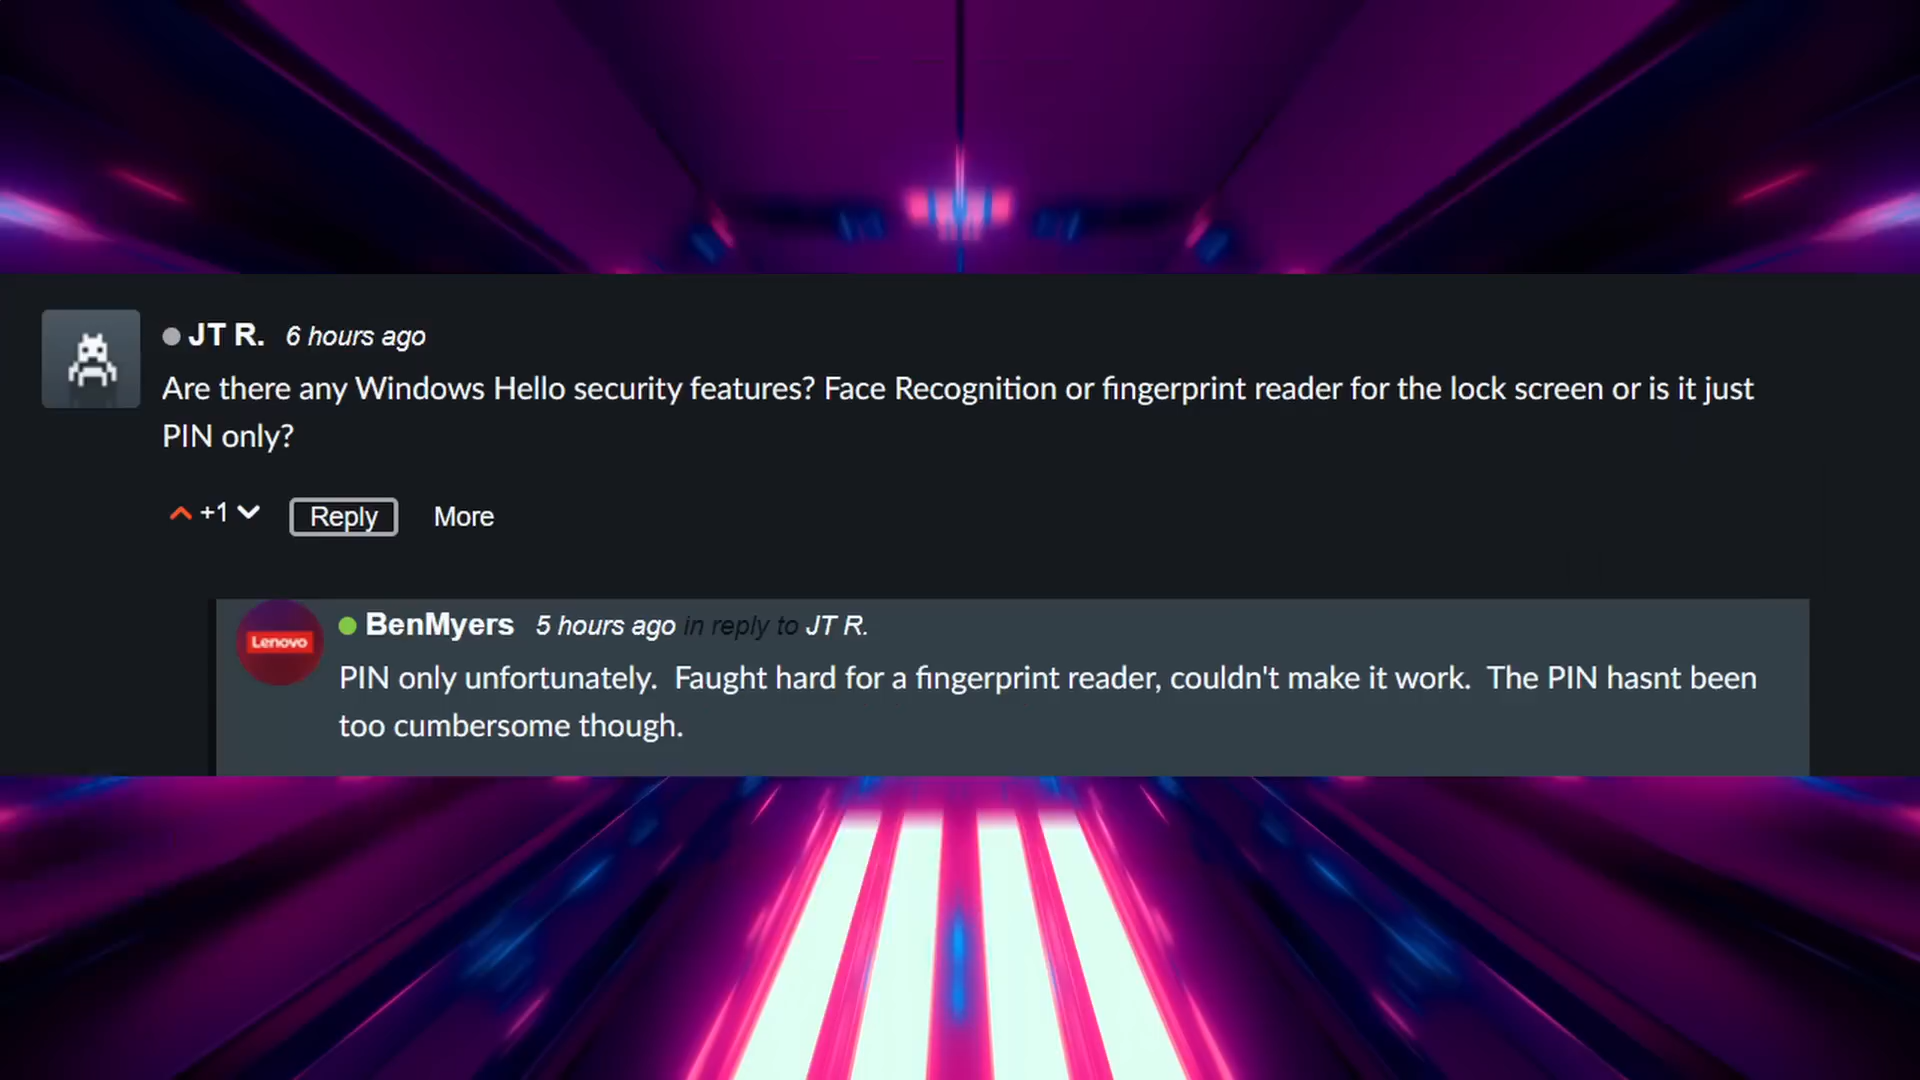 JT R. 6 hours ago
Are there any Windows Hello security features? Face Recognition or fingerprint reader for the lock screen or is it just
PIN only?
+1 Reply More
Lenovo
BenMyers 5 hours ago in reply to JT R.
PIN only unfortunately. Faught hard for a fingerprint reader, couldn't make it work. The PIN hasnt been
too cumbersome though.